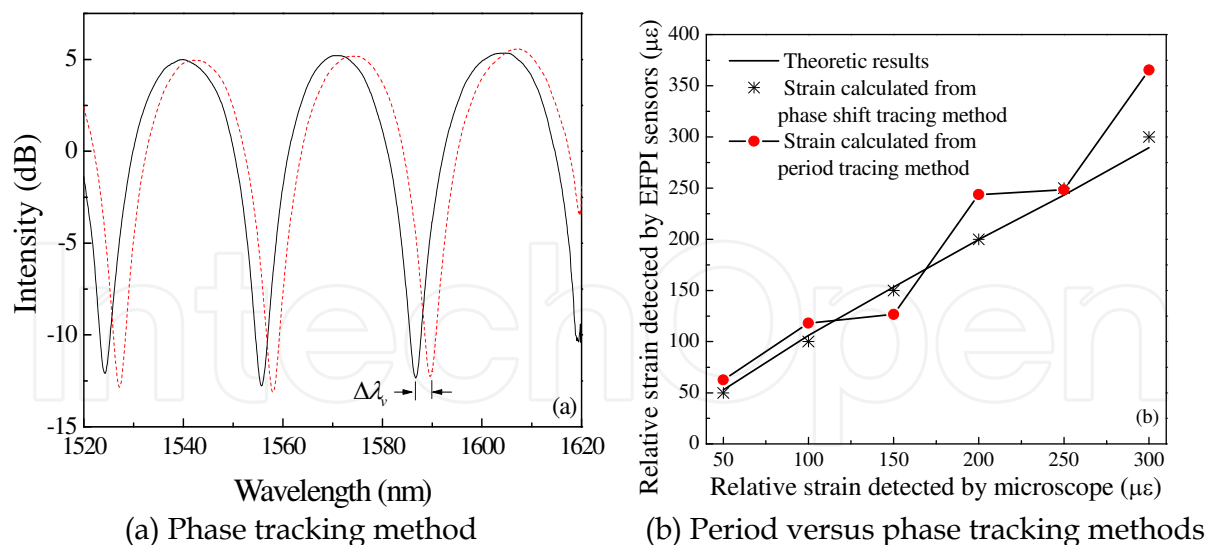 (a)
5
0
-5
-10
-15
Intensity (dB)
1520 1540 1560 1580 1600 1620
Wavelength (nm)
Δλv
(a)
(a) Phase tracking method
400
350
300
250
200
150
100
50
0
Relative strain detected by EFPI sensors (με)
Theoretic results
Strain calculated from
phase shift tracing method
Strain calculated from
period tracing method
(b)
50 100 150 200 250 300
Relative strain detected by microscope (με)
(b) Period versus phase tracking methods
InTechOpen